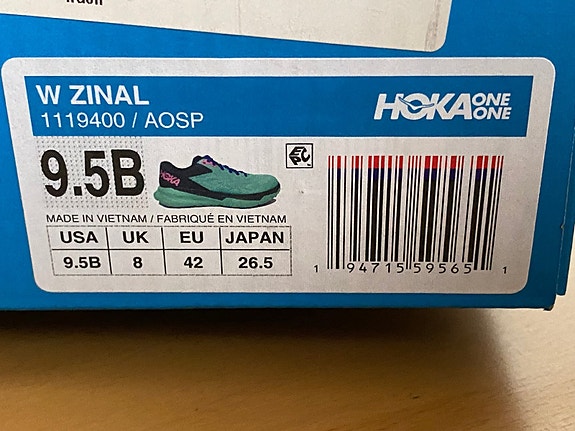 W ZINAL
1119400 / AOSP
HOKA ONE ONE
9.5B
HOKA
MADE IN VIETNAM / FABRIQUÉ EN VIETNAM
USA UK EU JAPAN
9.5B 8 42 26.5
1 94715 59565 1